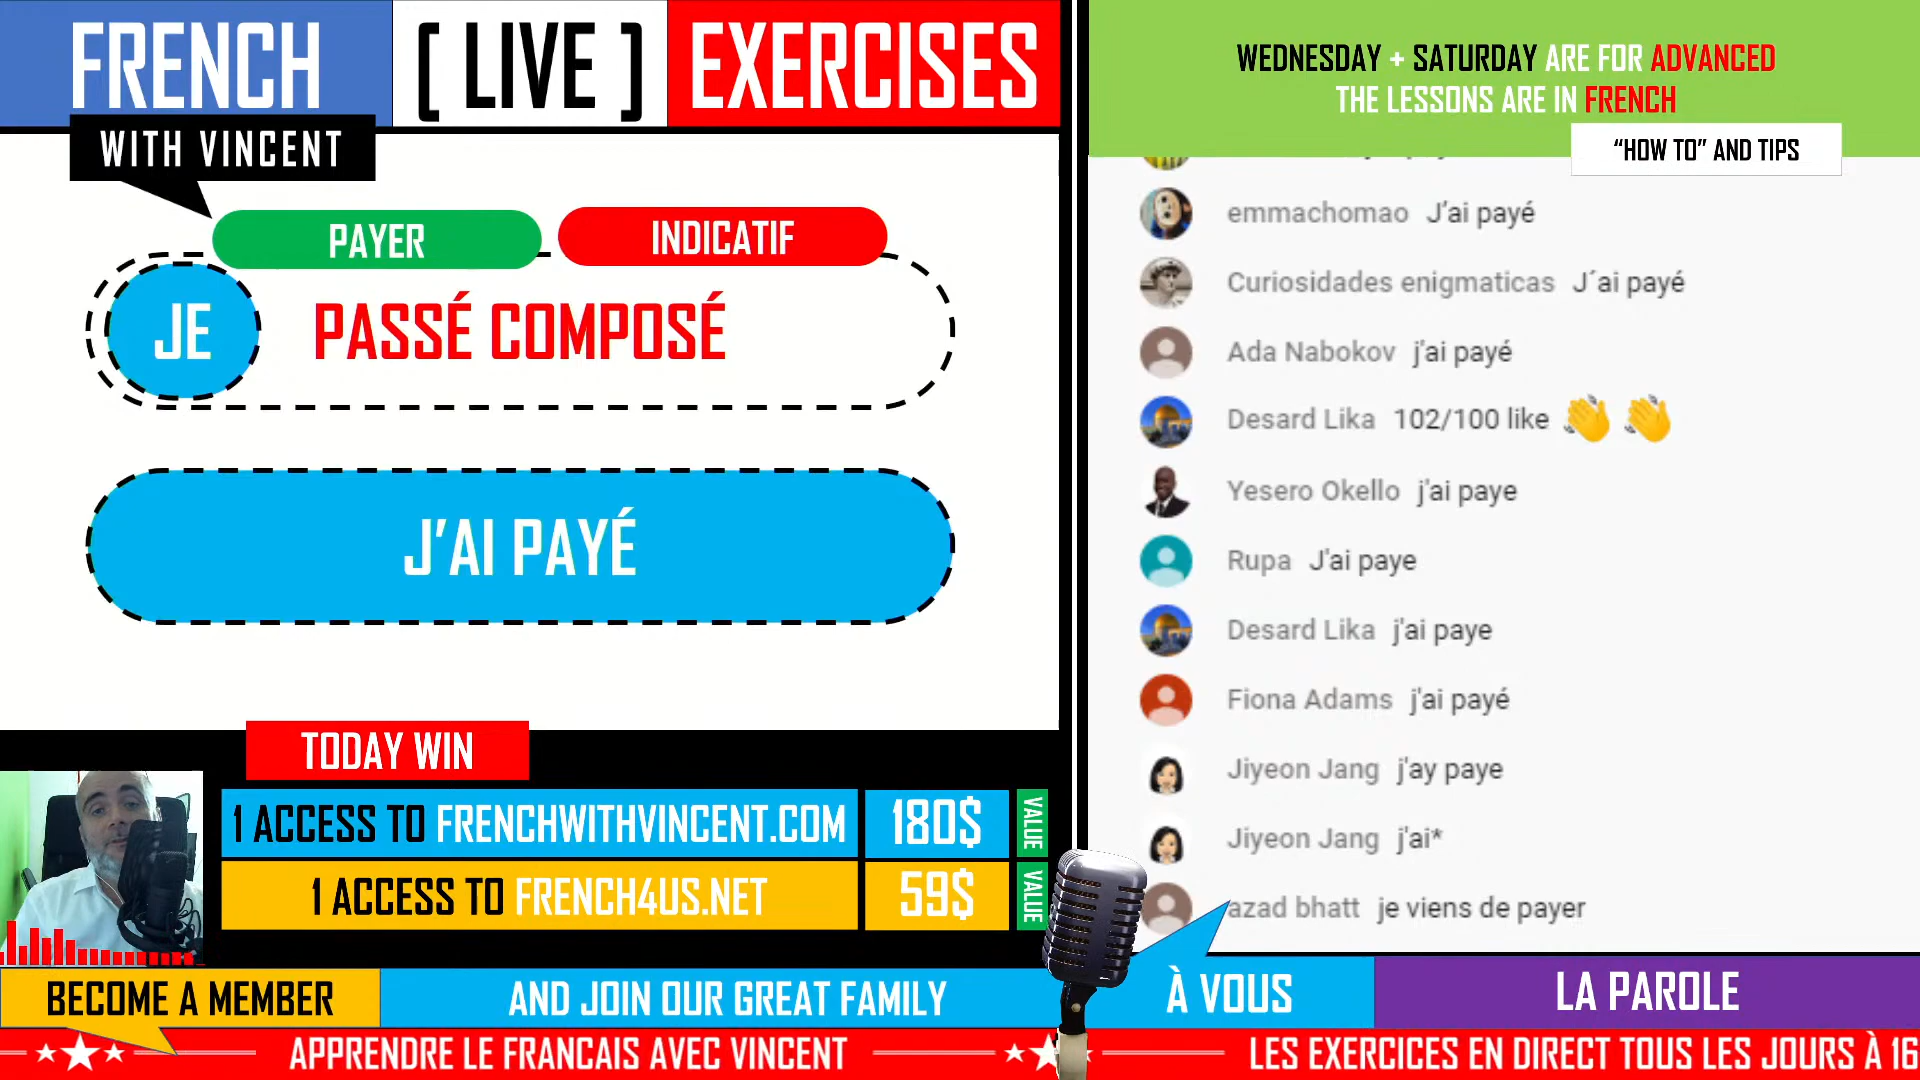 FRENCH [ LIVE ] EXERCISES
WITH VINCENT
PAYER
INDICATIF
JE
PASSÉ COMPOSÉ
J'AI PAYÉ
TODAY WIN
1 ACCESS TO FRENCHWITHVINCENT.COM 180$ VALUE
1 ACCESS TO FRENCH4US.NET 59$ VALUE
BECOME A MEMBER AND JOIN OUR GREAT FAMILY
WEDNESDAY + SATURDAY ARE FOR ADVANCED
THE LESSONS ARE IN FRENCH
“HOW TO” AND TIPS
emmachomao J'ai payé
Curiosidades enigmaticas J´ai payé
Ada Nabokov j'ai payé
Desard Lika 102/100 like 👏 👏
Yesero Okello j'ai paye
Rupa J'ai paye
Desard Lika j'ai paye
Fiona Adams j'ai payé
Jiyeon Jang j'ay paye
Jiyeon Jang j'ai*
azad bhatt je viens de payer
À VOUS LA PAROLE
APPRENDRE LE FRANCAIS AVEC VINCENT
LES EXERCICES EN DIRECT TOUS LES JOURS À 16